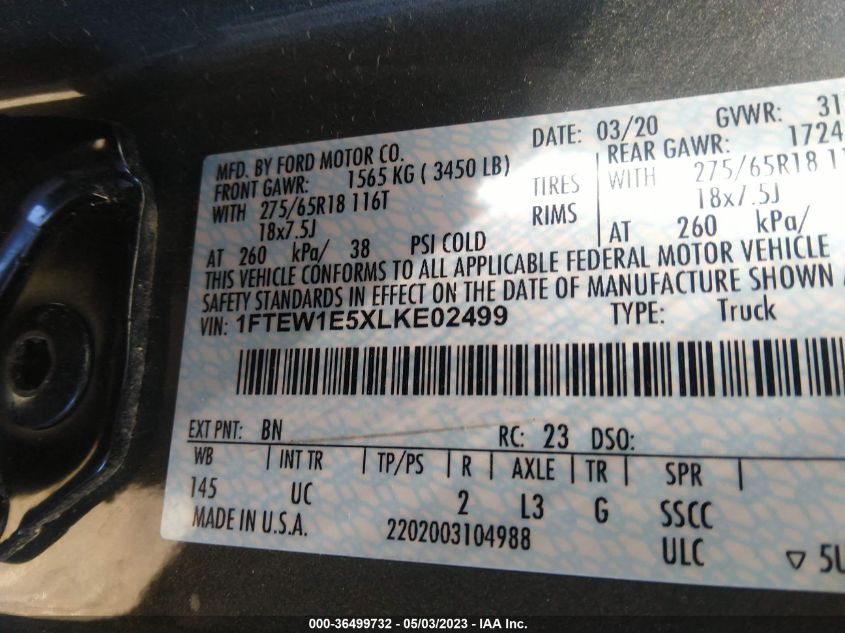 MFD. BY FORD MOTOR CO.
DATE: 03/20
GVWR: 31
FRONT GAWR: 1565 KG ( 3450 LB)
REAR GAWR: 1724
WITH 275/65R18 116T
TIRES
WITH 275/65R18 11
18x7.5J
RIMS
18x7.5J
AT 260 kPa/ 38 PSI COLD
AT 260 kPa/
THIS VEHICLE CONFORMS TO ALL APPLICABLE FEDERAL MOTOR VEHICLE
SAFETY STANDARDS IN EFFECT ON THE DATE OF MANUFACTURE SHOWN
VIN: 1FTEW1E5XLKE02499
TYPE: Truck
EXT PNT: BN
RC: 23 DSO:
WB | INT TR | TP/PS | R | AXLE | TR | SPR |
145 UC 2 L3 G SSCC
MADE IN U.S.A.
2202003104988
ULC
▽ 5U
000-36499732 - 05/03/2023 - IAA Inc.